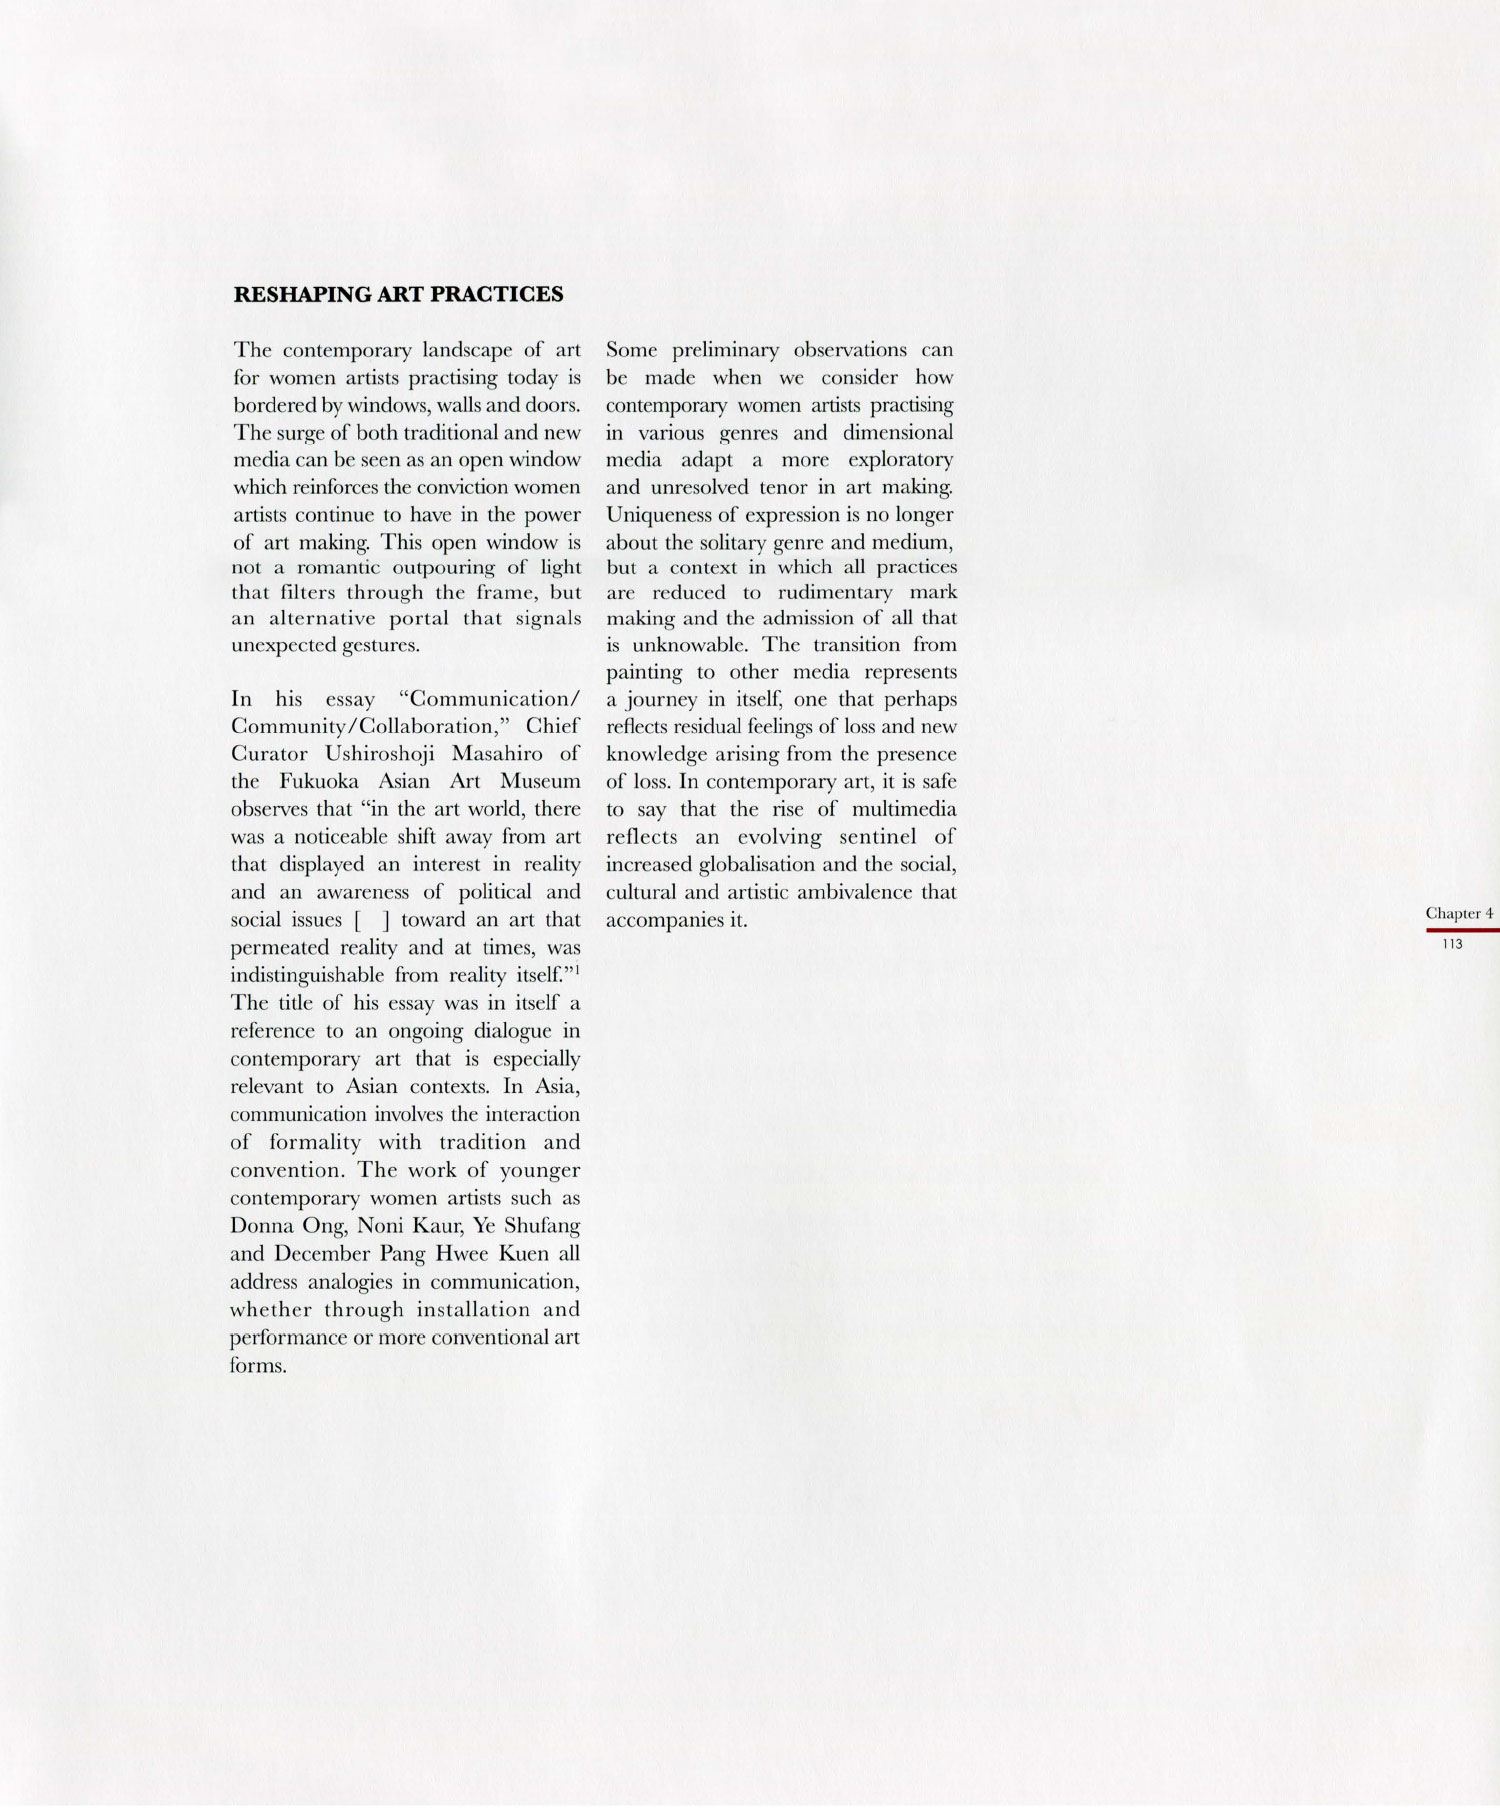 RESHAPING ART PRACTICES
The contemporary landscape of art
for women artists practising today is
bordered by windows, walls and doors.
The surge of both traditional and new
media can be seen as an open window
which reinforces the conviction women
artists continue to have in the power
of art making. This open window is
not a romantic outpouring of light
that filters through the frame, but
an alternative portal that signals
unexpected gestures.
In his essay “Communication/
Community/Collaboration,” Chief
Curator Ushiroshoji Masahiro of
the Fukuoka Asian Art Museum
observes that “in the art world, there
was a noticeable shift away from art
that displayed an interest in reality
and an awareness of political and
social issues [ ] toward an art that
permeated reality and at times, was
indistinguishable from reality itself.”1
The title of his essay was in itself a
reference to an ongoing dialogue in
contemporary art that is especially
relevant to Asian contexts. In Asia,
communication involves the interaction
of formality with tradition and
convention. The work of younger
contemporary women artists such as
Donna Ong, Noni Kaur, Ye Shufang
and December Pang Hwee Kuen all
address analogies in communication,
whether through installation and
performance or more conventional art
forms.
Some preliminary observations can
be made when we consider how
contemporary women artists practising
in various genres and dimensional
media adapt a more exploratory
and unresolved tenor in art making.
Uniqueness of expression is no longer
about the solitary genre and medium,
but a context in which all practices
are reduced to rudimentary mark
making and the admission of all that
is unknowable. The transition from
painting to other media represents
a journey in itself, one that perhaps
reflects residual feelings of loss and new
knowledge arising from the presence
of loss. In contemporary art, it is safe
to say that the rise of multimedia
reflects an evolving sentinel of
increased globalisation and the social,
cultural and artistic ambivalence that
accompanies it.
Chapter 4
113